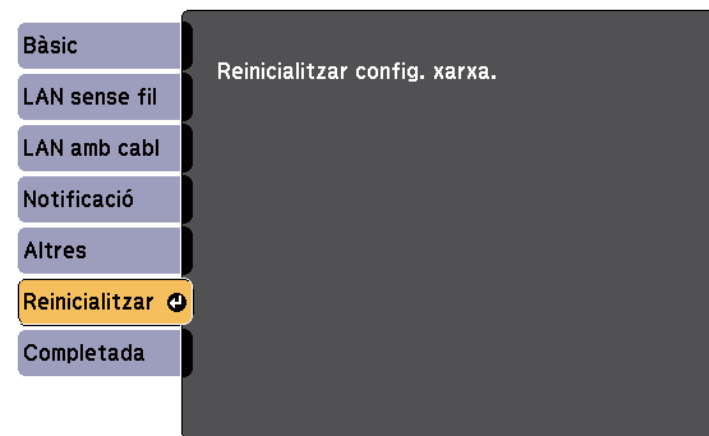 Bàsic
LAN sense fil
LAN amb cabl
Notificació
Altres
Reinicialitzar
Completada
Reinicialitzar config. xarxa.